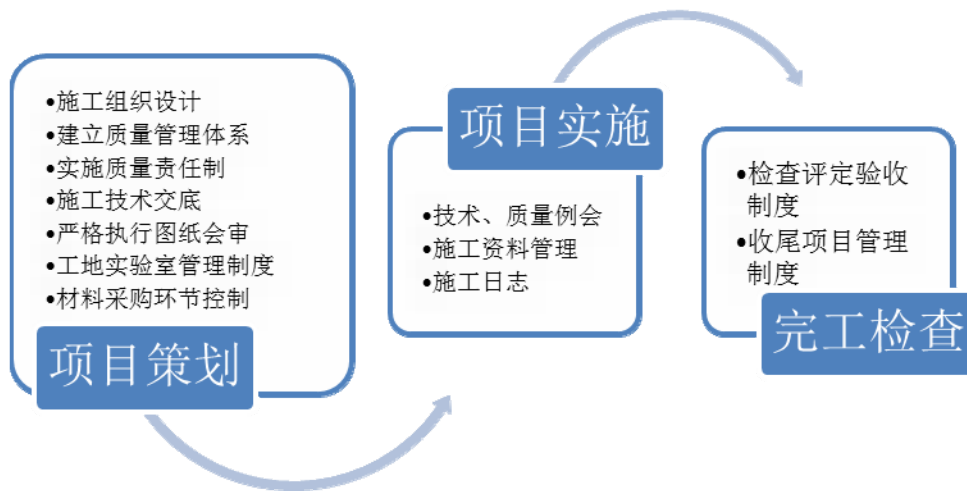 •施工组织设计
•建立质量管理体系
•实施质量责任制
•施工技术交底
•严格执行图纸会审
•工地实验室管理制度
•材料采购环节控制
项目策划
项目实施
•技术、质量例会
•施工资料管理
•施工日志
•检查评定验收
制度
•收尾项目管理
制度
完工检查